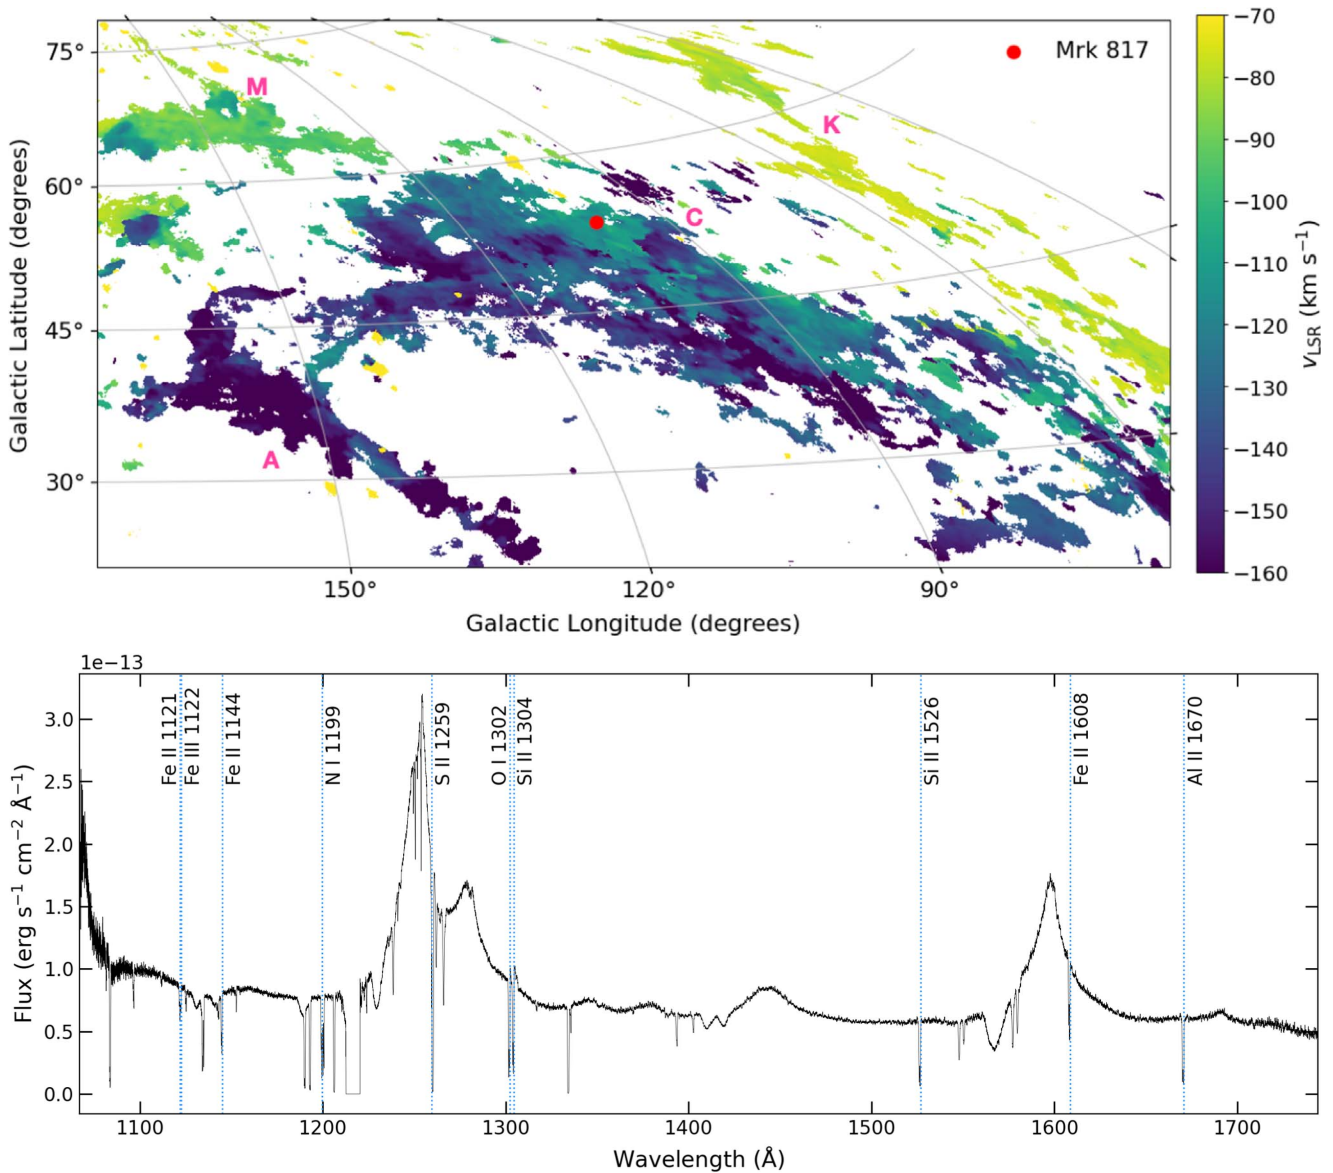 −70
75°
Mrk 817
M
−80
K
−90
60°
C
−100
−110
45°
−120
−130
A
−140
30°
−150
−160
Galactic Latitude (degrees)
vLSR (km s⁻¹)
150°
120°
90°
Galactic Longitude (degrees)
1e−13
3.0
2.5
2.0
1.5
1.0
0.5
0.0
Flux (erg s⁻¹ cm⁻² Å⁻¹)
Fe II 1121
Fe III 1122
Fe II 1144
N I 1199
S II 1259
O I 1302
Si II 1304
Si II 1526
Fe II 1608
Al II 1670
1100
1200
1300
1400
1500
1600
1700
Wavelength (Å)